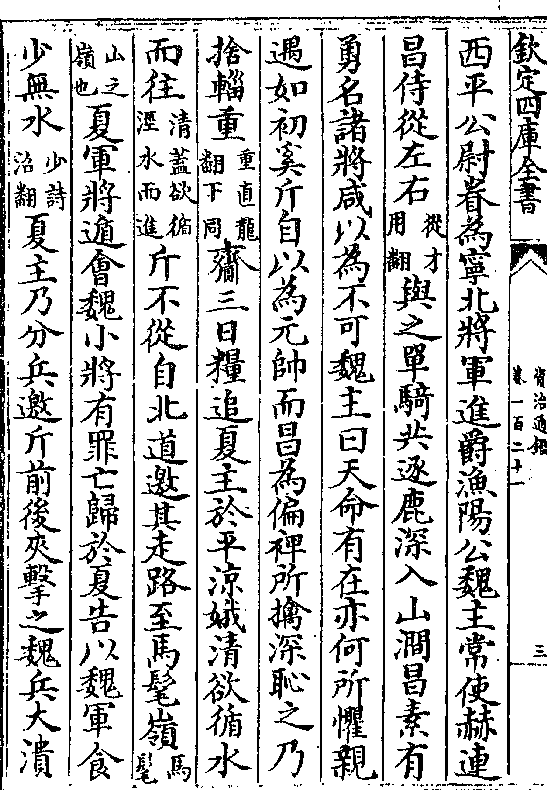 欽定四庫全書
資治通鑑
卷一百二十一
三
西平公尉眷為寧北將軍進爵漁陽公魏主常使赫連
昌侍從左右從才用翻與之單騎共逐鹿深入山澗昌素有
勇名諸將咸以為不可魏主曰天命有在亦何所懼親
遇如初奚斤自以為元帥而昌為偏裨所擒深恥之乃
捨輜重重直龍翻下同齎三日糧追夏主於平涼娥清欲循水
而往清蓋欲循涇水而進斤不從自北道邀其走路至馬髦嶺馬髦
山之嶺也夏軍將遁會魏小將有罪亡歸於夏告以魏軍食
少無水少詩沼翻夏主乃分兵邀斤前後夾擊之魏兵大潰